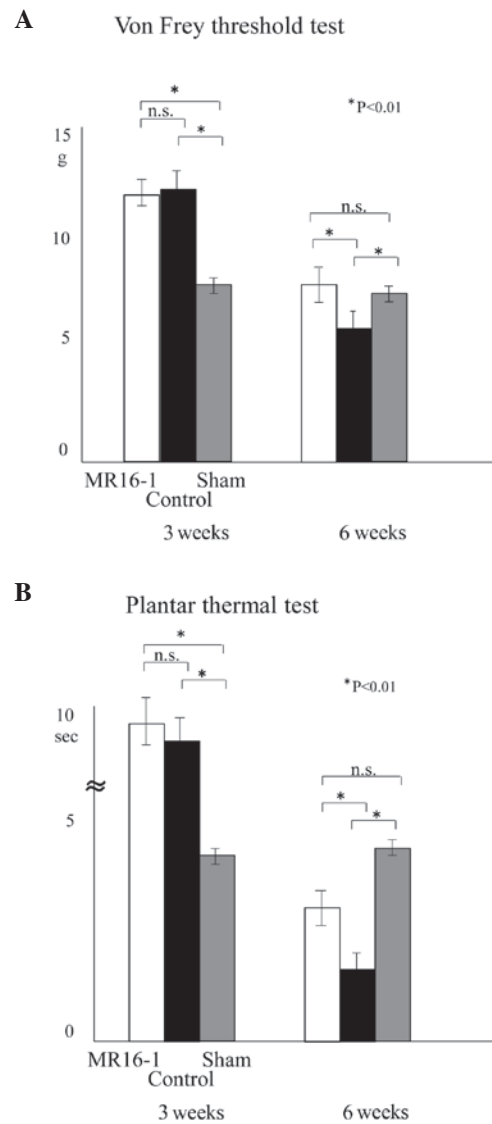 A
Von Frey threshold test
*
n.s.
*
*P<0.01
15
g
10
5
0
n.s.
*
*
MR16-1
Sham
Control
3 weeks
6 weeks
B
Plantar thermal test
*
n.s.
*
*P<0.01
10
sec
5
0
n.s.
*
*
MR16-1
Sham
Control
3 weeks
6 weeks